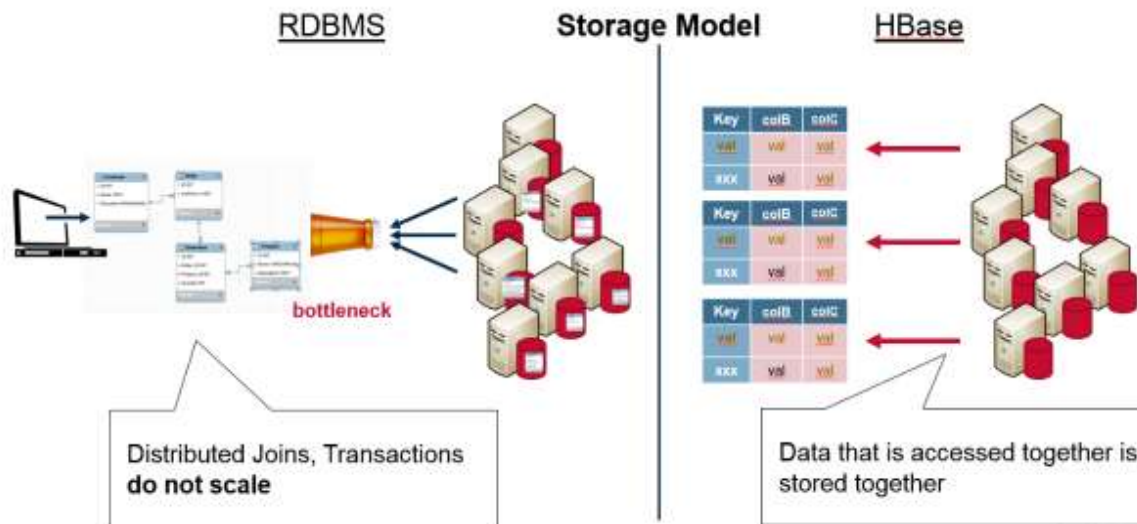 RDBMS
Storage Model
HBase
Key colB colC
val val val
xxx val val
Key colB colC
val val val
xxx val val
Key colB colC
val val val
xxx val val
bottleneck
Distributed Joins, Transactions
do not scale
Data that is accessed together is
stored together